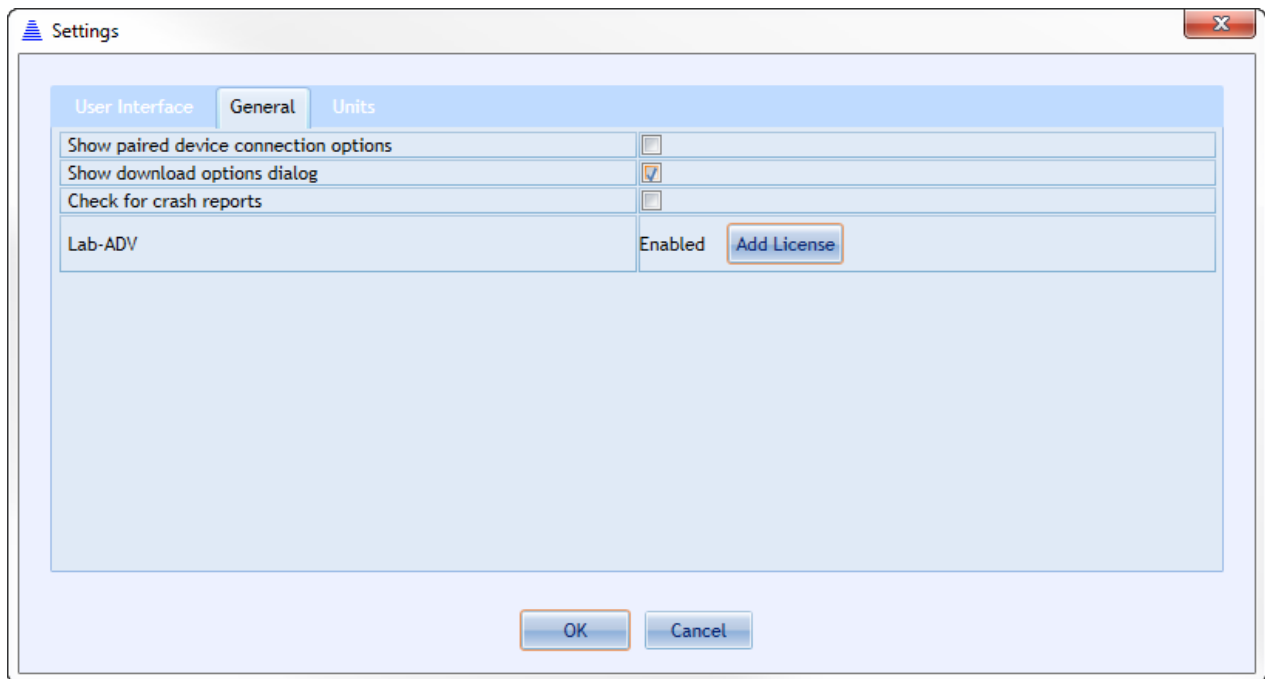 Settings
User Interface General Units
Show paired device connection options
Show download options dialog
Check for crash reports
Lab-ADV Enabled Add License
OK Cancel